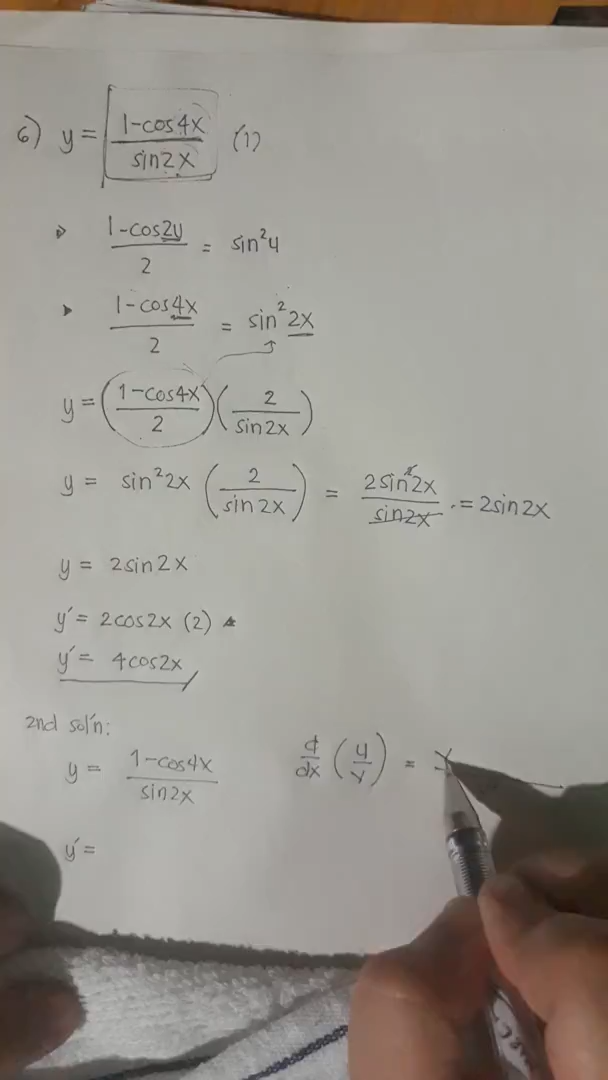 6) y = 1-cos4x / sin2x (1)
1-cos2u / 2 = sin²u
1-cos4x / 2 = sin²2x
y = (1-cos4x / 2)(2 / sin2x)
y = sin²2x (2 / sin2x) = 2sin²2x / sin2x = 2sin2x
y = 2sin2x
y' = 2cos2x (2)
y' = 4cos2x
2nd sol'n:
y = 1-cos4x / sin2x d/dx (u/v) = v
y' =